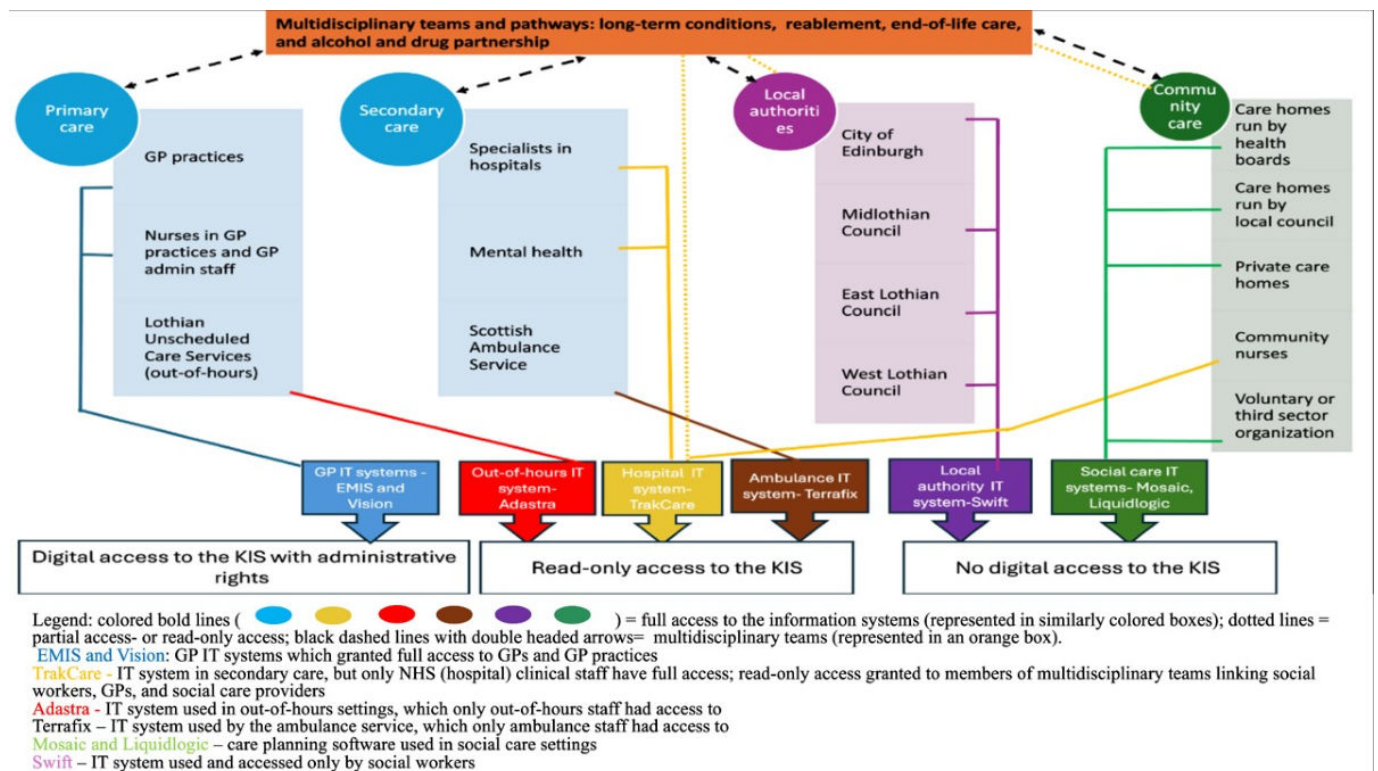 Multidisciplinary teams and pathways: long-term conditions, reablement, end-of-life care,
and alcohol and drug partnership
Primary
care
GP practices
Nurses in GP
practices and GP
admin staff
Lothian
Unscheduled
Care Services
(out-of-hours)
Secondary
care
Specialists in
hospitals
Mental health
Scottish
Ambulance
Service
Local
authoriti
es
City of
Edinburgh
Midlothian
Council
East Lothian
Council
West Lothian
Council
Commu
nity
care
Care homes
run by
health
boards
Care homes
run by
local council
Private care
homes
Community
nurses
Voluntary or
third sector
organization
GP IT systems -
EMIS and
Vision
Out-of-hours IT
system-
Adastra
Hospital IT
system-
TrakCare
Ambulance IT
system- Terrafix
Local
authority IT
system-Swift
Social care IT
systems- Mosaic,
Liquidlogic
Digital access to the KIS with administrative
rights
Read-only access to the KIS
No digital access to the KIS
Legend: colored bold lines ( ) = full access to the information systems (represented in similarly colored boxes); dotted lines =
partial access- or read-only access; black dashed lines with double headed arrows= multidisciplinary teams (represented in an orange box).
EMIS and Vision: GP IT systems which granted full access to GPs and GP practices
TrakCare - IT system in secondary care, but only NHS (hospital) clinical staff have full access; read-only access granted to members of multidisciplinary teams linking social
workers, GPs, and social care providers
Adastra - IT system used in out-of-hours settings, which only out-of-hours staff had access to
Terrafix – IT system used by the ambulance service, which only ambulance staff had access to
Mosaic and Liquidlogic – care planning software used in social care settings
Swift – IT system used and accessed only by social workers